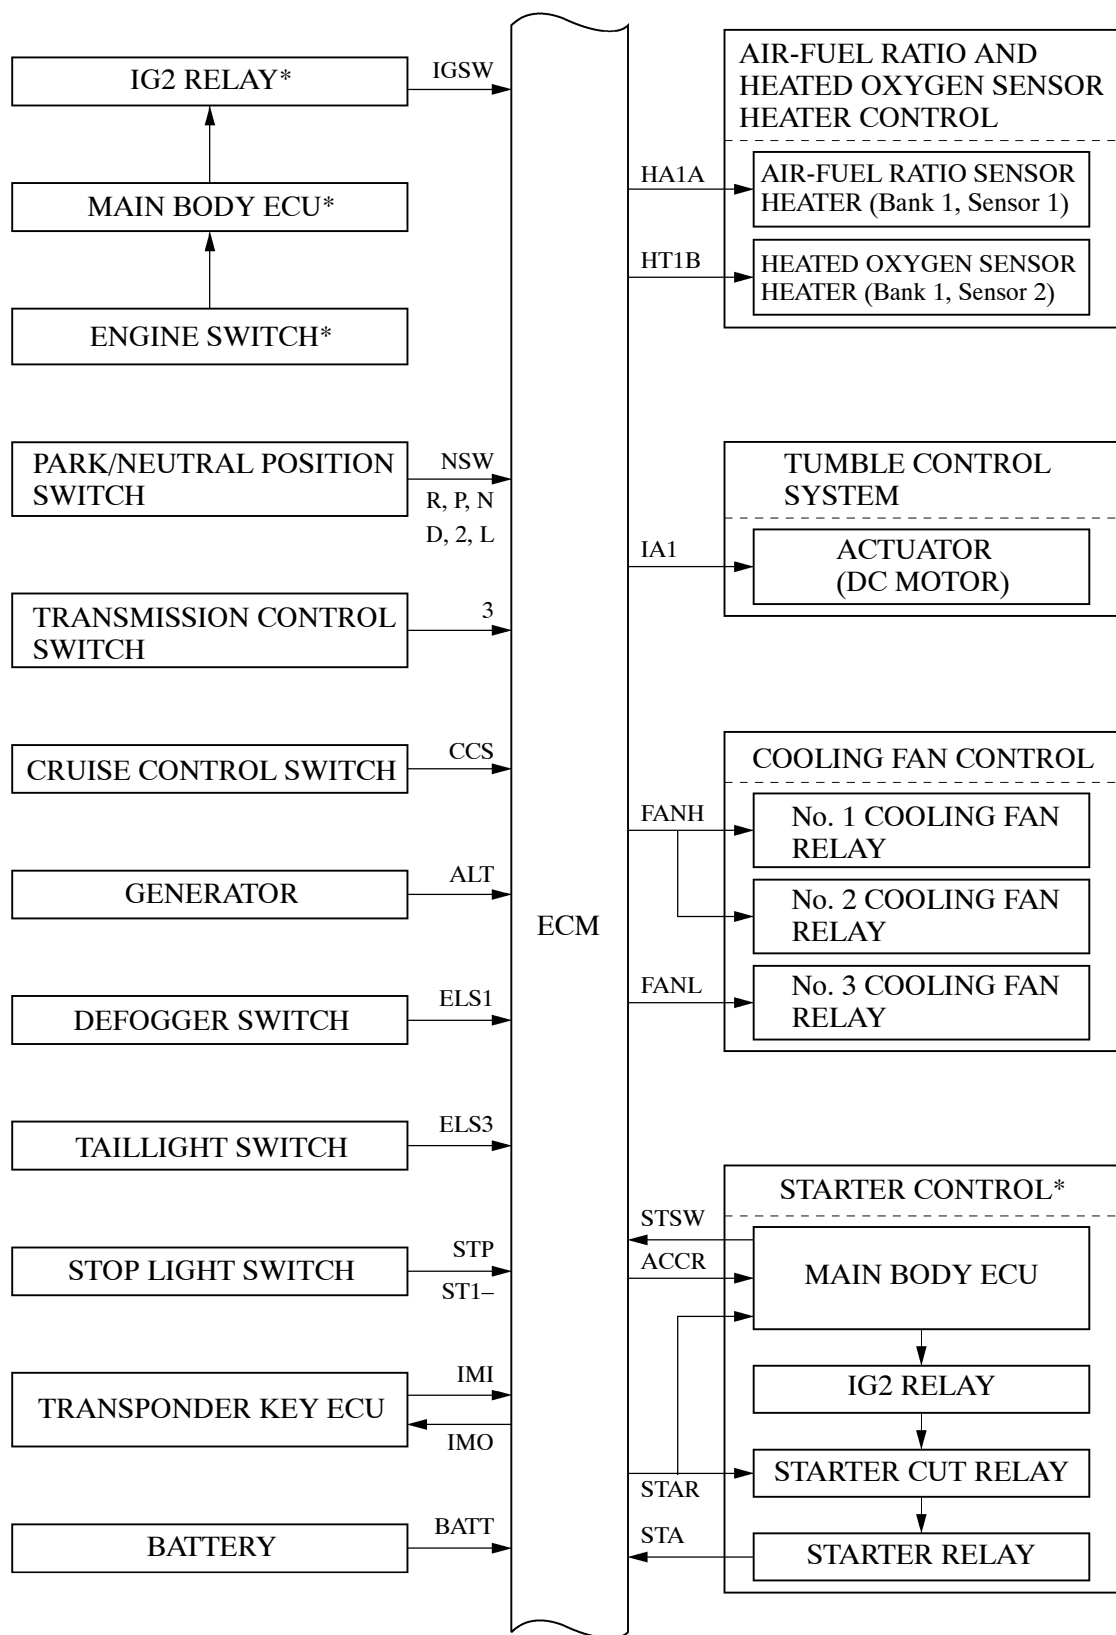 IG2 RELAY*
IGSW
MAIN BODY ECU*
ENGINE SWITCH*
PARK/NEUTRAL POSITION
SWITCH
NSW
R, P, N
D, 2, L
TRANSMISSION CONTROL
SWITCH
3
CRUISE CONTROL SWITCH
CCS
GENERATOR
ALT
DEFOGGER SWITCH
ELS1
TAILLIGHT SWITCH
ELS3
STOP LIGHT SWITCH
STP
ST1–
TRANSPONDER KEY ECU
IMI
IMO
BATTERY
BATT
ECM
AIR-FUEL RATIO AND
HEATED OXYGEN SENSOR
HEATER CONTROL
HA1A
AIR-FUEL RATIO SENSOR
HEATER (Bank 1, Sensor 1)
HT1B
HEATED OXYGEN SENSOR
HEATER (Bank 1, Sensor 2)
TUMBLE CONTROL
SYSTEM
IA1
ACTUATOR
(DC MOTOR)
COOLING FAN CONTROL
FANH
No. 1 COOLING FAN
RELAY
No. 2 COOLING FAN
RELAY
FANL
No. 3 COOLING FAN
RELAY
STARTER CONTROL*
STSW
ACCR
MAIN BODY ECU
IG2 RELAY
STAR
STARTER CUT RELAY
STA
STARTER RELAY